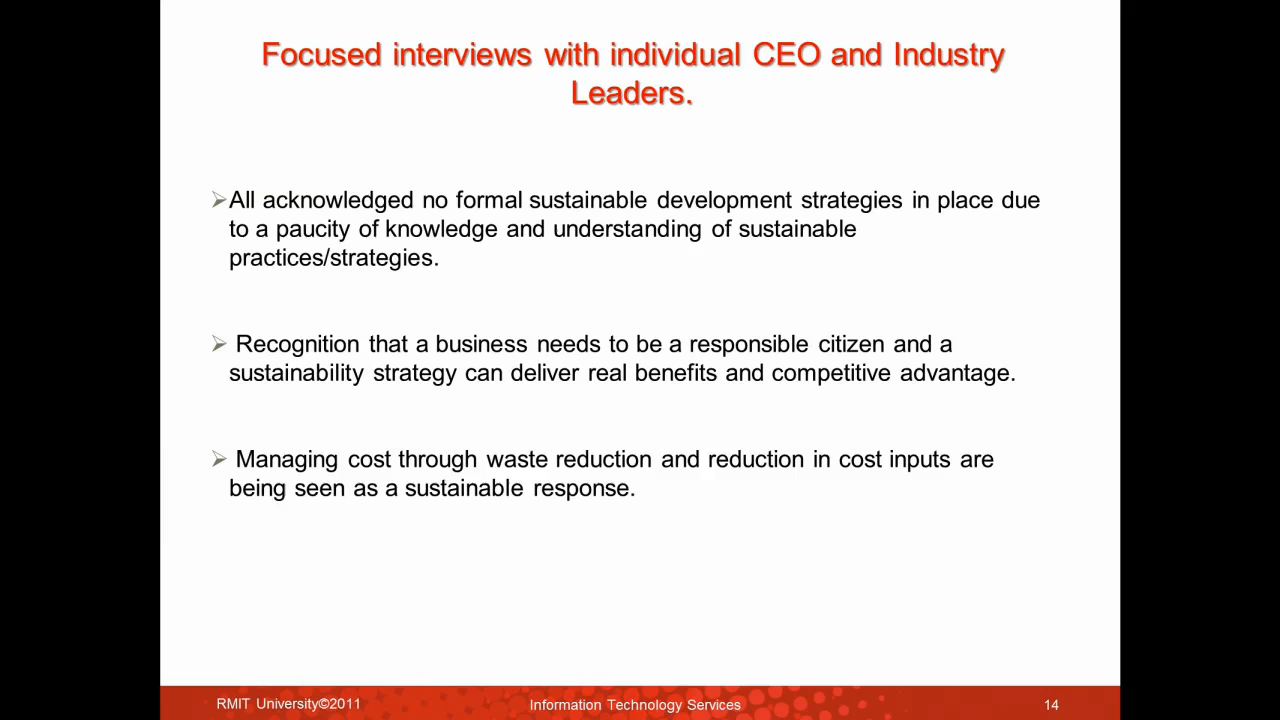 Focused interviews with individual CEO and Industry
Leaders.
All acknowledged no formal sustainable development strategies in place due
to a paucity of knowledge and understanding of sustainable
practices/strategies.
Recognition that a business needs to be a responsible citizen and a
sustainability strategy can deliver real benefits and competitive advantage.
Managing cost through waste reduction and reduction in cost inputs are
being seen as a sustainable response.
RMIT University©2011
Information Technology Services
14